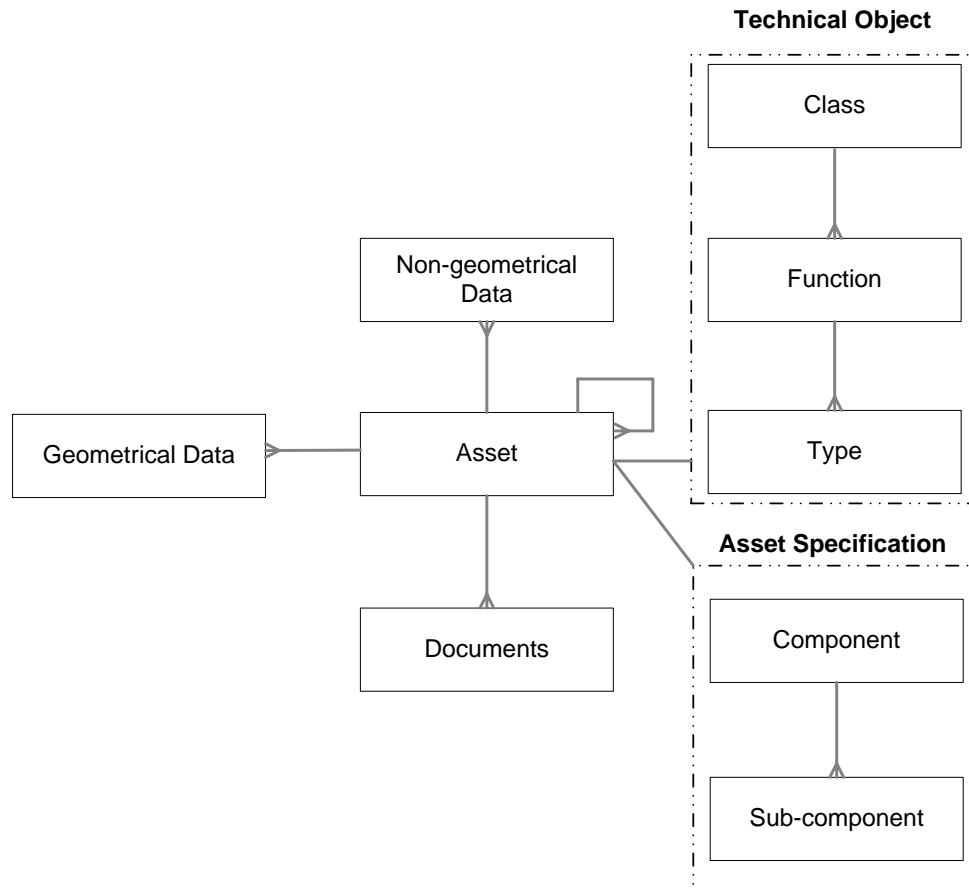 Technical Object
Class
Function
Type
Non-geometrical
Data
Geometrical Data
Asset
Documents
Asset Specification
Component
Sub-component